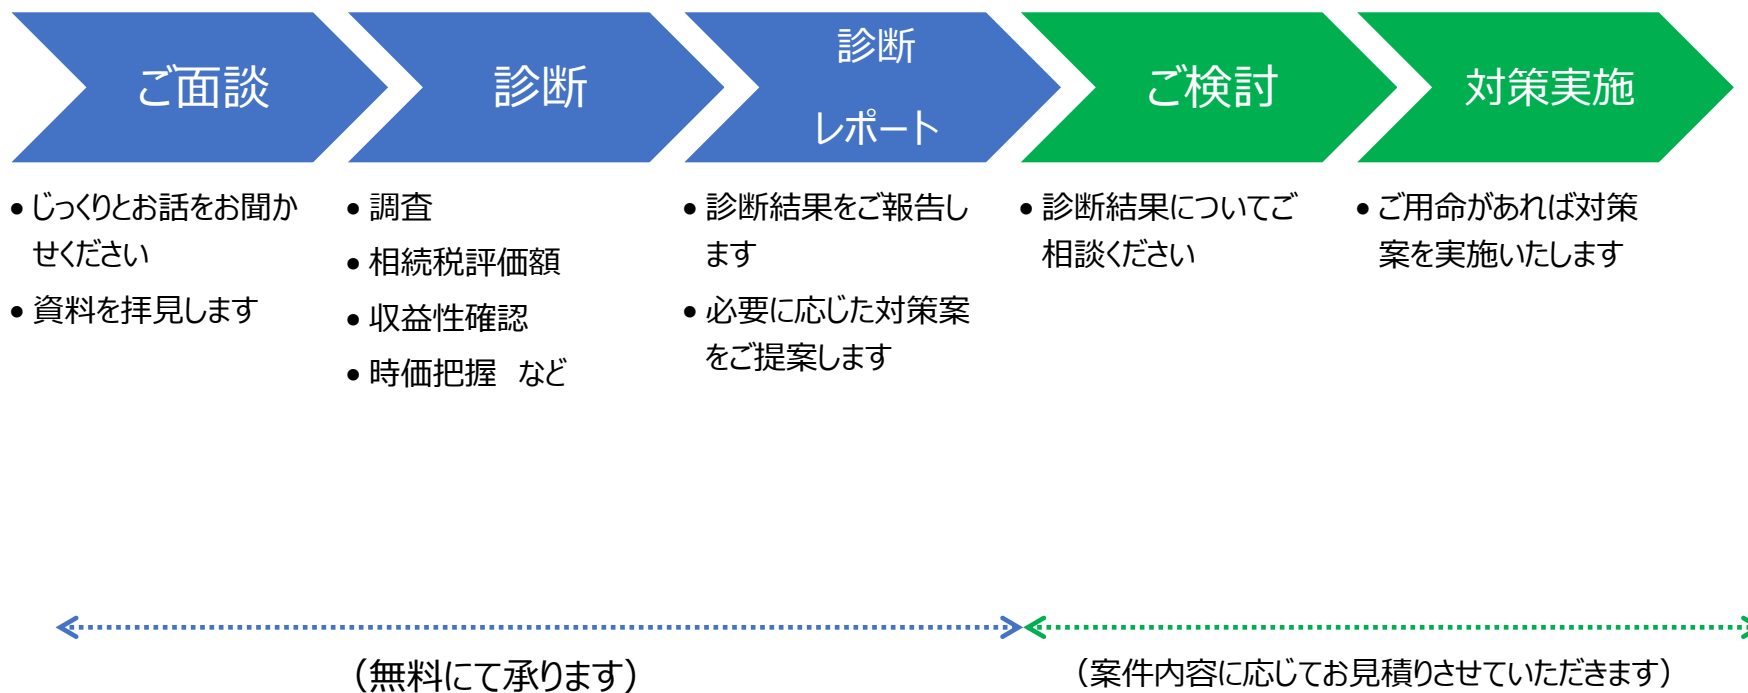 ご面談
診断
診断
レポート
ご検討
対策実施
• じっくりとお話をお聞か
せください
• 資料を拝見します
• 調査
• 相続税評価額
• 収益性確認
• 時価把握　など
• 診断結果をご報告し
ます
• 必要に応じた対策案
をご提案します
• 診断結果についてご
相談ください
• ご用命があれば対策
案を実施いたします
（無料にて承ります）
（案件内容に応じてお見積りさせていただきます）